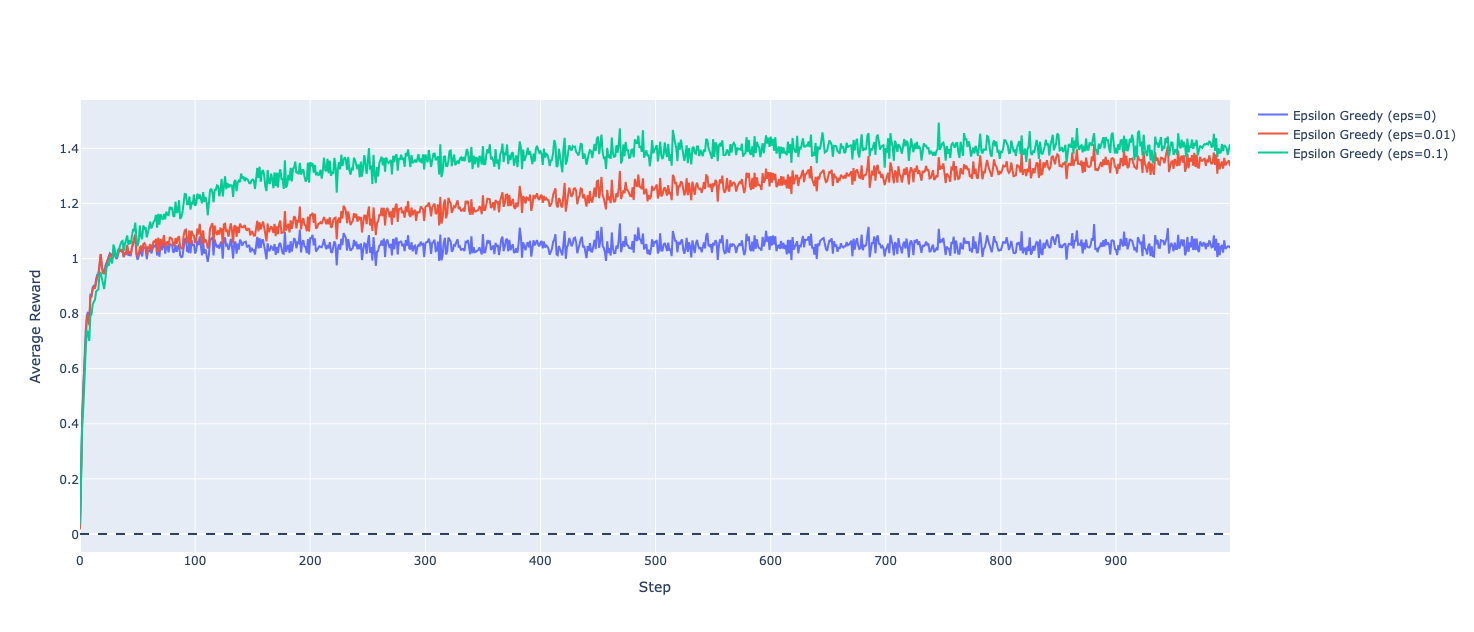 Epsilon Greedy (eps=0)
Epsilon Greedy (eps=0.01)
Epsilon Greedy (eps=0.1)
Average Reward
1.4
1.2
1
0.8
0.6
0.4
0.2
0
0 100 200 300 400 500 600 700 800 900
Step